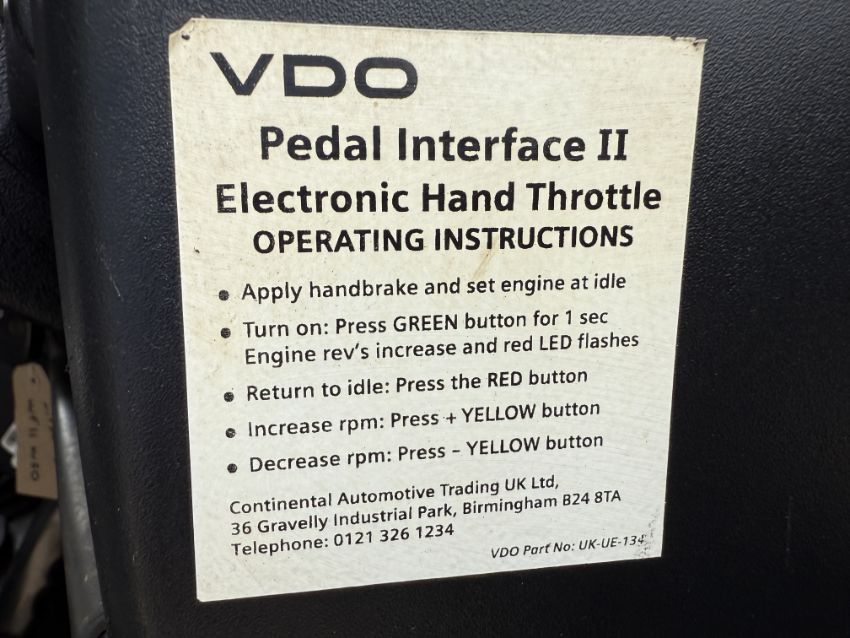 VDO
Pedal Interface II
Electronic Hand Throttle
OPERATING INSTRUCTIONS
• Apply handbrake and set engine at idle
• Turn on: Press GREEN button for 1 sec
Engine rev's increase and red LED flashes
• Return to idle: Press the RED button
• Increase rpm: Press + YELLOW button
• Decrease rpm: Press – YELLOW button
Continental Automotive Trading UK Ltd,
36 Gravelly Industrial Park, Birmingham B24 8TA
Telephone: 0121 326 1234
VDO Part No: UK-UE-134